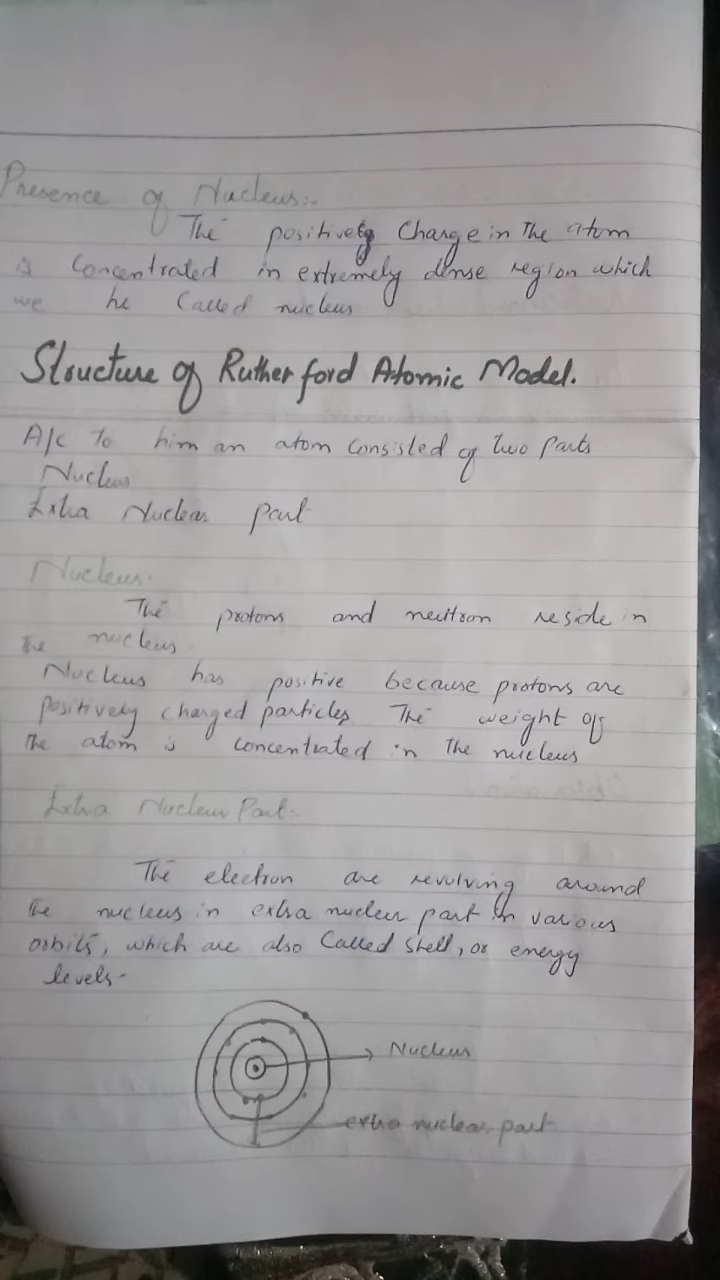 Presence of Nucleus:-
The positively Charge in The atom
is Concentrated in extremely dense region which
we he Called nucleus
Structure of Rutherford Atomic Model.
A/c To him an atom consisted of Two Parts
Nucleus
Extra Nuclear part
Nucleus.
The protons and neutron reside in
The nucleus
Nucleus has positive because protons are
positively charged particles The weight of
The atom is concentrated in The nucleus
Extra Nuclear Part:-
The electron are revolving around
The nucleus in extra nuclear part in various
orbits, which are also Called shell, or energy
levels-
Nucleus
extra nuclear part